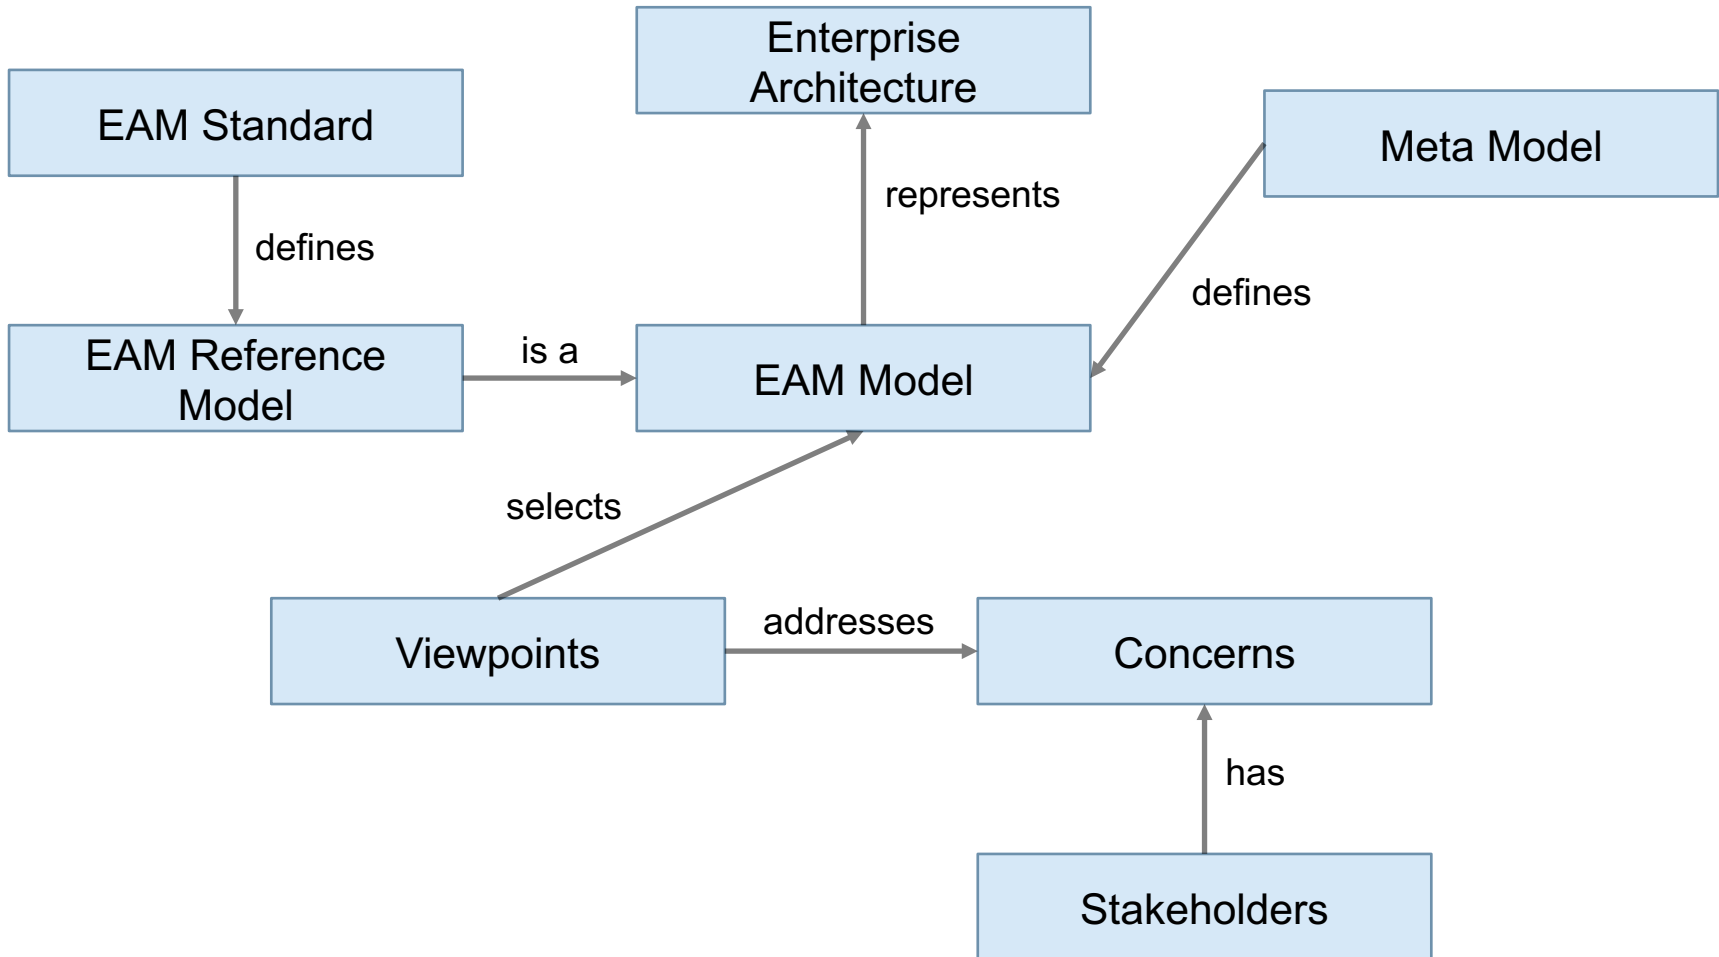 Enterprise
Architecture
EAM Standard
Meta Model
represents
defines
defines
is a
EAM Reference
Model
EAM Model
selects
addresses
Viewpoints
Concerns
has
Stakeholders